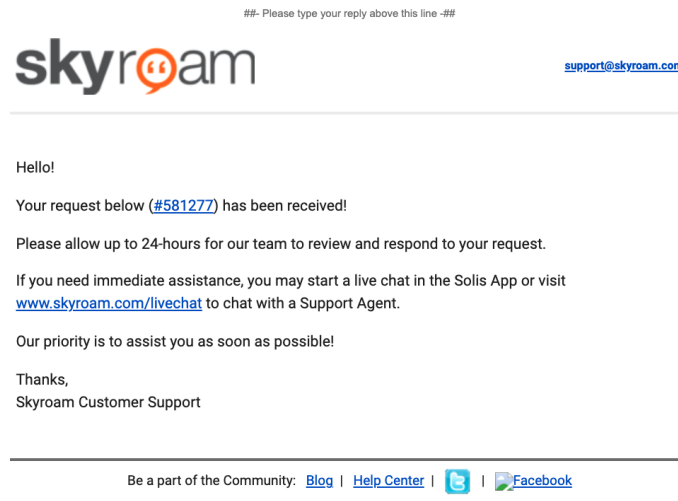 ##- Please type your reply above this line -##
skyroam
support@skyroam.com
Hello!
Your request below (#581277) has been received!
Please allow up to 24-hours for our team to review and respond to your request.
If you need immediate assistance, you may start a live chat in the Solis App or visit
www.skyroam.com/livechat to chat with a Support Agent.
Our priority is to assist you as soon as possible!
Thanks,
Skyroam Customer Support
Be a part of the Community: Blog | Help Center | | Facebook